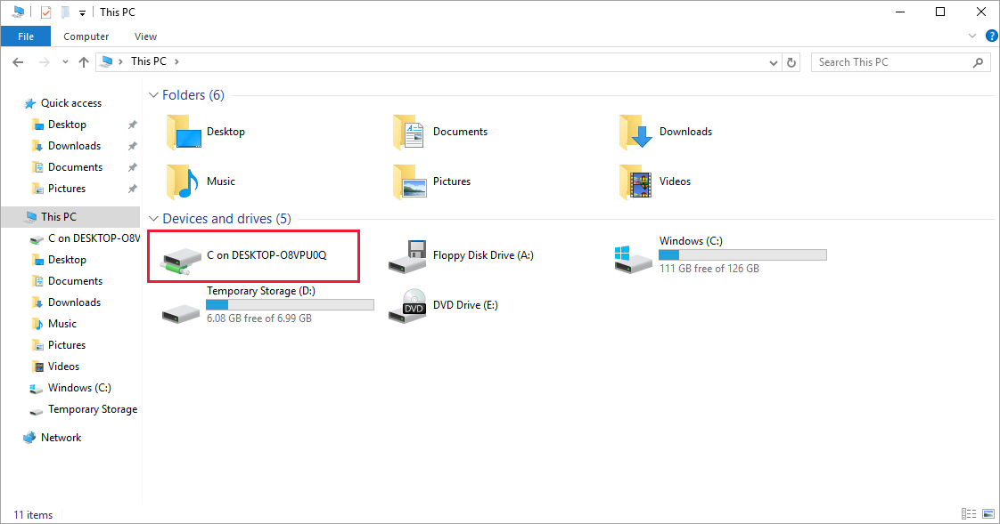 This PC
File Computer View
This PC
Search This PC
Quick access
Desktop
Downloads
Documents
Pictures
This PC
C on DESKTOP-O8V
Desktop
Documents
Downloads
Music
Pictures
Videos
Windows (C:)
Temporary Storage
Network
Folders (6)
Desktop
Documents
Downloads
Music
Pictures
Videos
Devices and drives (5)
C on DESKTOP-O8VPU0Q
Floppy Disk Drive (A:)
Windows (C:)
111 GB free of 126 GB
Temporary Storage (D:)
6.08 GB free of 6.99 GB
DVD
DVD Drive (E:)
11 items